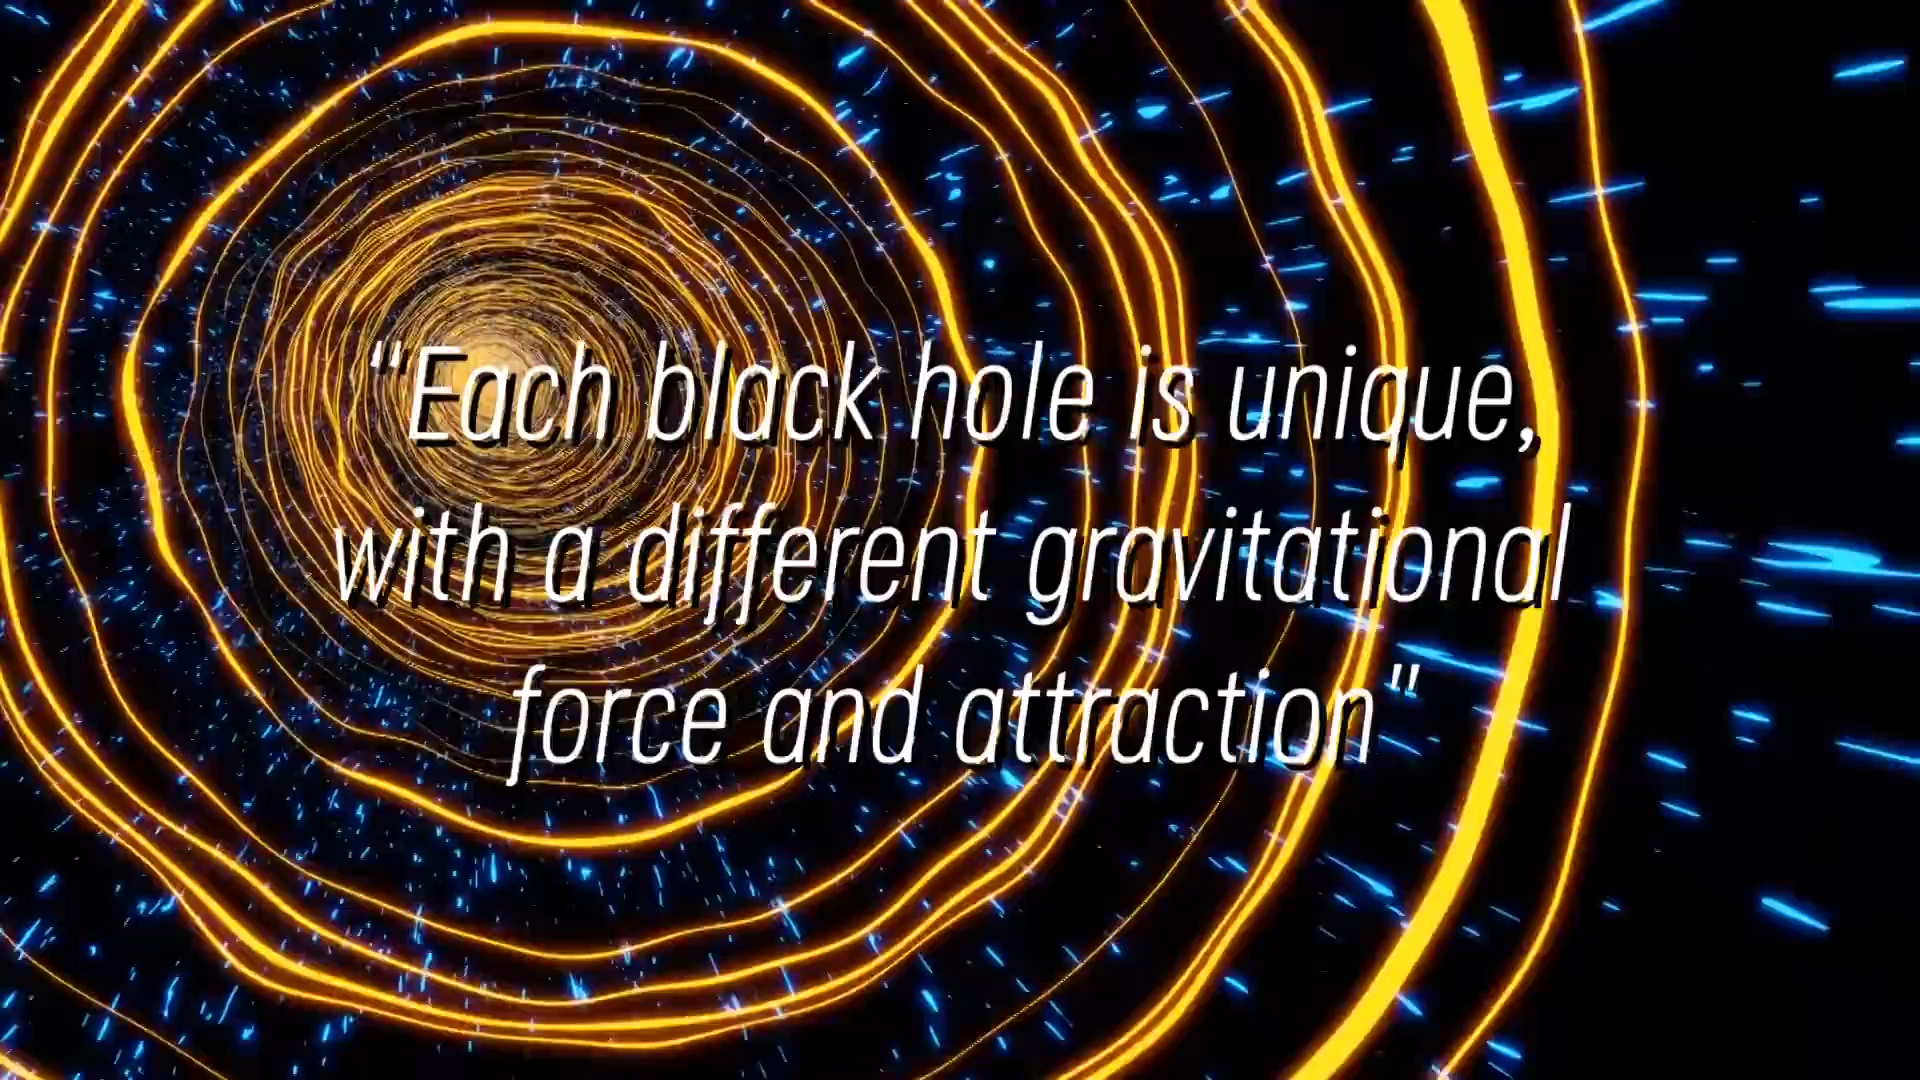 "Each black hole is unique,
with a different gravitational
force and attraction"